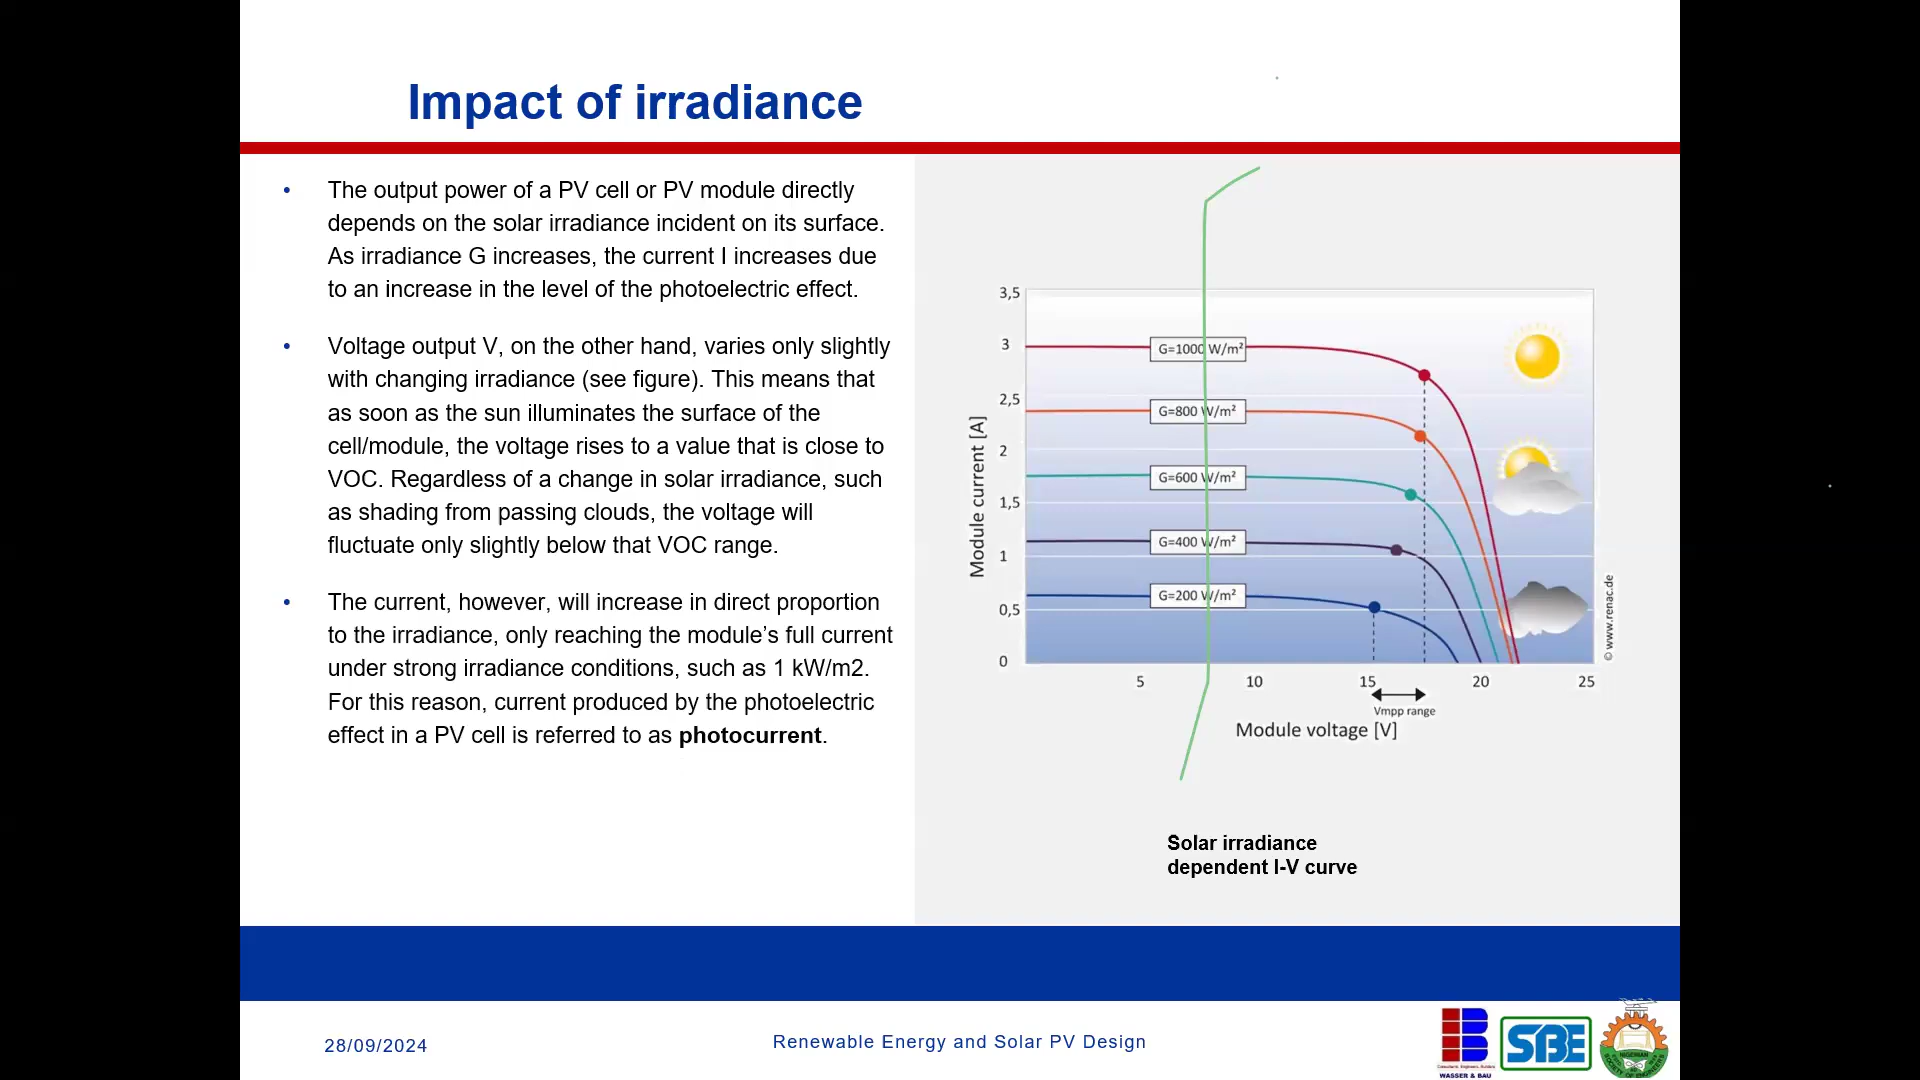 Impact of irradiance
• The output power of a PV cell or PV module directly
depends on the solar irradiance incident on its surface.
As irradiance G increases, the current I increases due
to an increase in the level of the photoelectric effect.
• Voltage output V, on the other hand, varies only slightly
with changing irradiance (see figure). This means that
as soon as the sun illuminates the surface of the
cell/module, the voltage rises to a value that is close to
VOC. Regardless of a change in solar irradiance, such
as shading from passing clouds, the voltage will
fluctuate only slightly below that VOC range.
• The current, however, will increase in direct proportion
to the irradiance, only reaching the module’s full current
under strong irradiance conditions, such as 1 kW/m2.
For this reason, current produced by the photoelectric
effect in a PV cell is referred to as photocurrent.
Module current [A]
3,5
3
2,5
2
1,5
1
0,5
0
G=1000 W/m²
G=800 W/m²
G=600 W/m²
G=400 W/m²
G=200 W/m²
© www.renac.de
5 10 15 20 25
Vmpp range
Module voltage [V]
Solar irradiance
dependent I-V curve
28/09/2024
Renewable Energy and Solar PV Design
WASSER & BAU
SBE
NIGERIAN